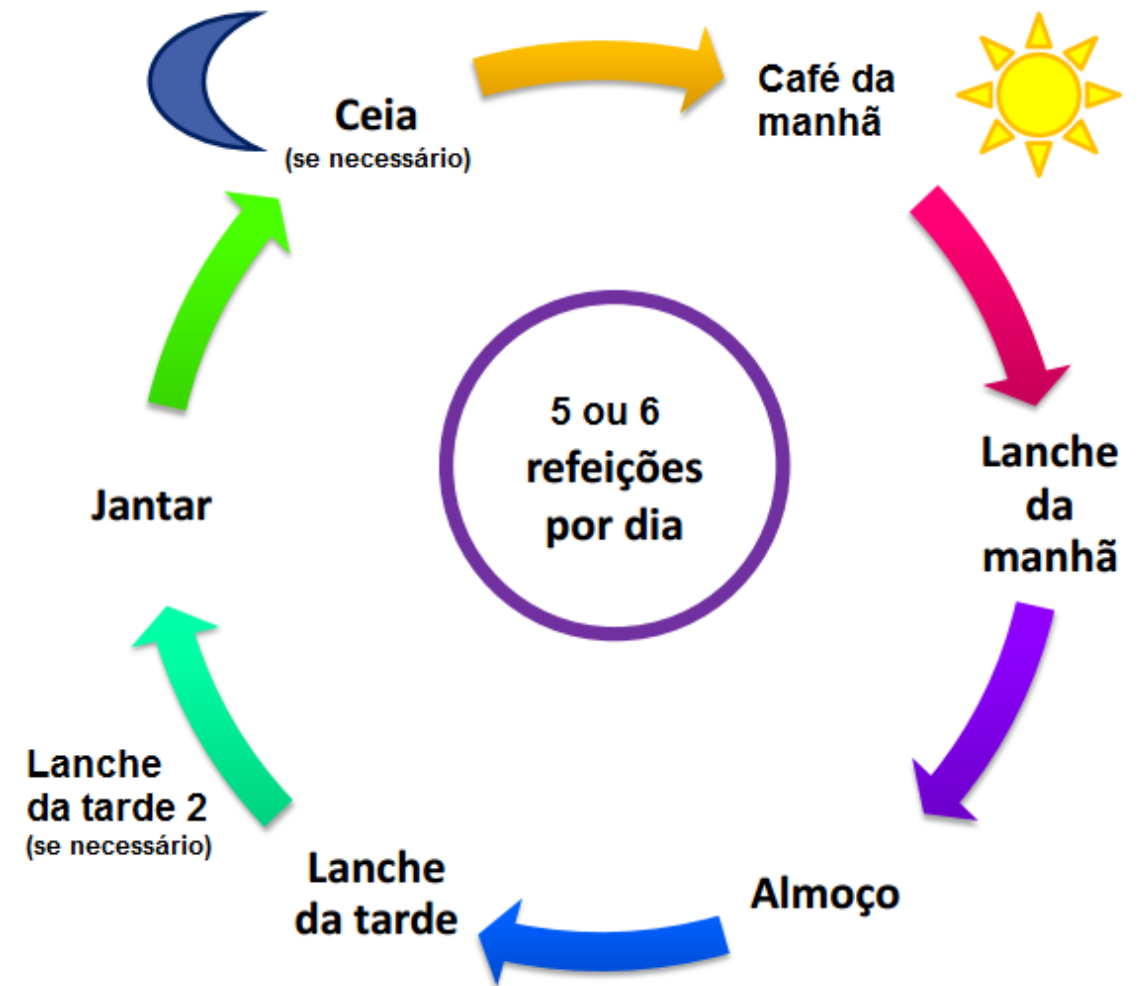 Ceia
(se necessário)
Café da
manhã
Lanche
da
manhã
Almoço
Lanche
da tarde
Lanche
da tarde 2
(se necessário)
Jantar
5 ou 6
refeições
por dia